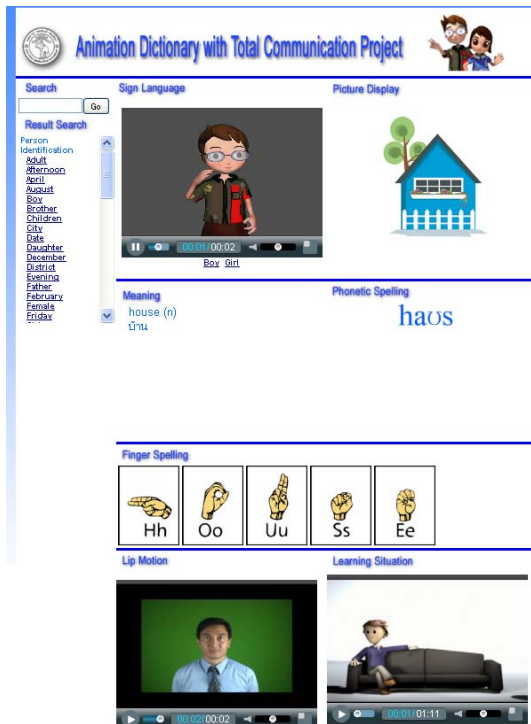 Animation Dictionary with Total Communication Project
Search
Go
Result Search
Person
Identification
Adult
Afternoon
April
August
Boy
Brother
Children
City
Date
Daughter
December
District
Evening
Father
February
Female
Friday
Sign Language
00:01/00:02
Boy Girl
Picture Display
Meaning
house (n)
บ้าน
Phonetic Spelling
haʊs
Finger Spelling
Hh
Oo
Uu
Ss
Ee
Lip Motion
00:02/00:02
Learning Situation
00:01/01:11